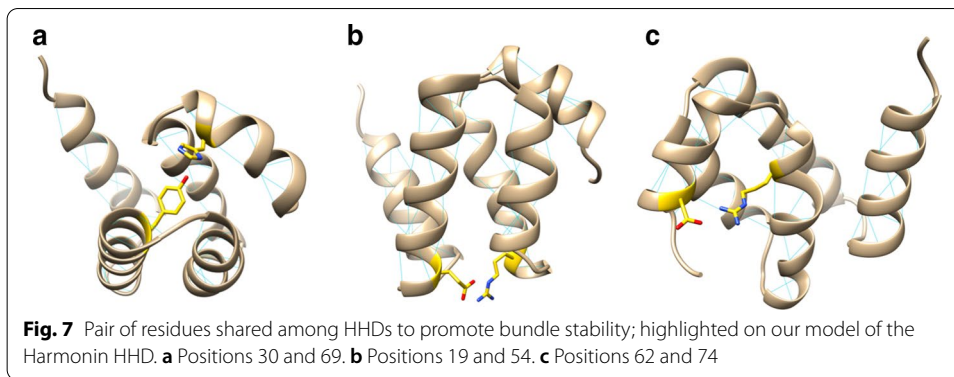 a
b
c
Fig. 7 Pair of residues shared among HHDs to promote bundle stability; highlighted on our model of the
Harmonin HHD. a Positions 30 and 69. b Positions 19 and 54. c Positions 62 and 74